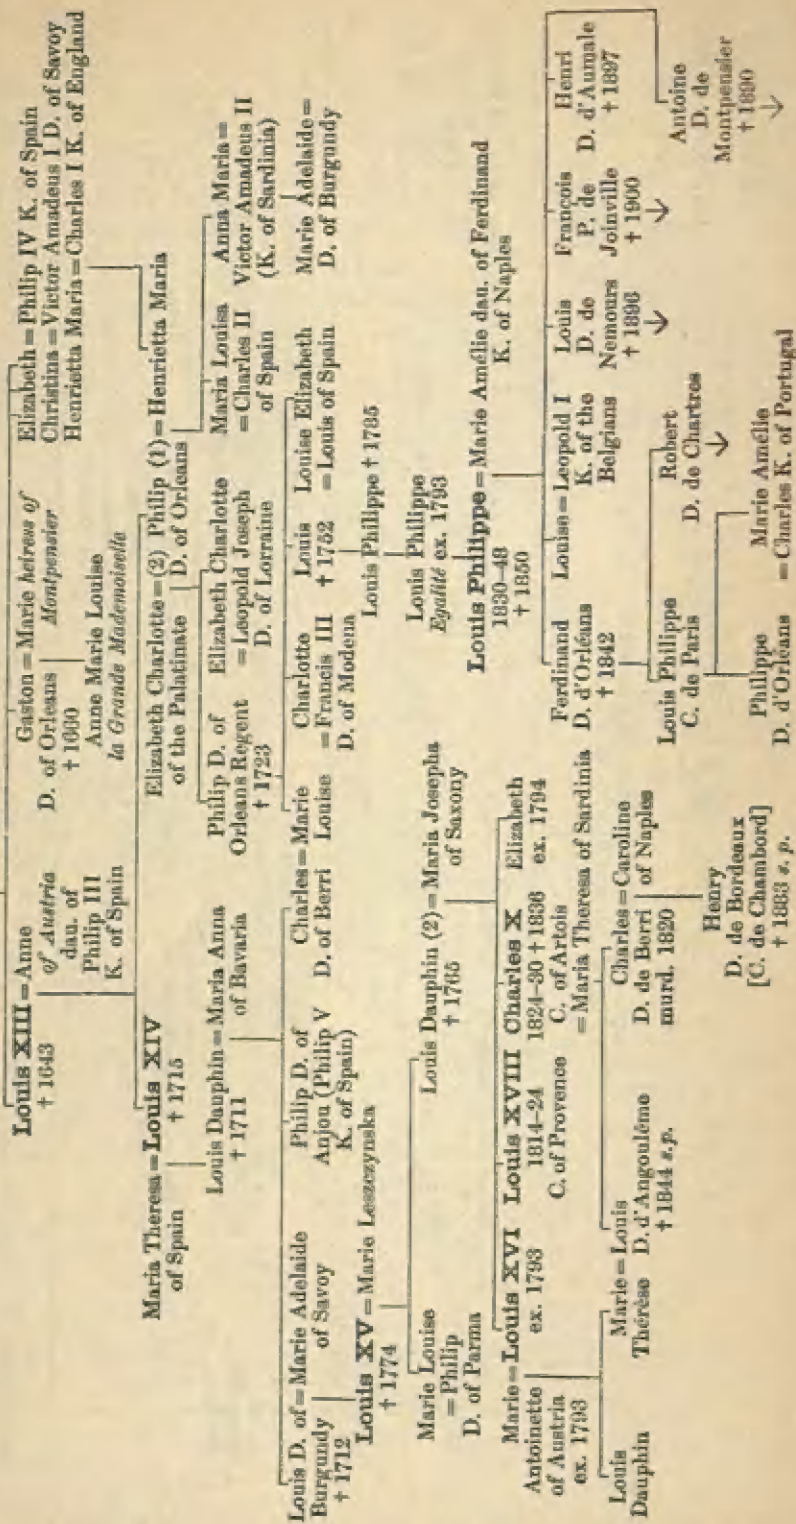 Louis XIII = Anne
† 1643
of Austria
dau. of
Philip III
K. of Spain
Gaston = Marie heiress of
D. of Orleans
Montpensier
† 1660
Anne Marie Louise
la Grande Mademoiselle
Elizabeth = Philip IV K. of Spain
Christina = Victor Amadeus I D. of Savoy
Henrietta Maria = Charles I K. of England
Maria Theresa = Louis XIV
of Spain
† 1715
Elizabeth Charlotte = (2) Philip (1) = Henrietta Maria
of the Palatinate
D. of Orleans
Louis Dauphin = Maria Anna
† 1711
of Bavaria
Philip D. of
Orleans Regent
† 1723
Elizabeth Charlotte
= Leopold Joseph
D. of Lorraine
Maria Louisa
= Charles II
of Spain
Anna Maria =
Victor Amadeus II
(K. of Sardinia)
Marie Adelaide =
D. of Burgundy
Louis D. of = Marie Adelaide
Burgundy
of Savoy
† 1712
Philip D. of
Anjou (Philip V
K. of Spain)
Charles = Marie
D. of Berri
Louise
Charlotte
= Francis III
D. of Modena
Louis
† 1752
Louise Elizabeth
= Louis of Spain
Louis XV = Marie Leszczynska
† 1774
Louis Philippe † 1785
Marie Louise
= Philip
D. of Parma
Louis Dauphin (2) = Maria Josepha
† 1765
of Saxony
Louis Philippe
Egalité ex. 1793
Marie = Louis XVI
Antoinette
ex. 1793
of Austria
ex. 1793
Louis XVIII
1814–24
C. of Provence
Charles X
1824–30 † 1836
C. of Artois
= Maria Theresa of Sardinia
Elizabeth
ex. 1794
Louis Philippe = Marie Amélie dau. of Ferdinand
1830–48
K. of Naples
† 1850
Louis
Dauphin
Marie = Louis
Thérèse
D. d'Angoulême
† 1844 s.p.
Charles = Caroline
D. de Berri
of Naples
murd. 1820
Ferdinand
D. d'Orléans
† 1842
Louise = Leopold I
K. of the
Belgians
Louis
D. de
Nemours
† 1896
Francois
P. de
Joinville
† 1900
Henri
D. d'Aumale
† 1897
Antoine
D. de
Montpensier
† 1890
Henry
D. de Bordeaux
[C. de Chambord]
† 1883 s. p.
Louis Philippe
C. de Paris
Robert
D. de Chartres
Philippe
D. d'Orléans
Marie Amélie
= Charles K. of Portugal